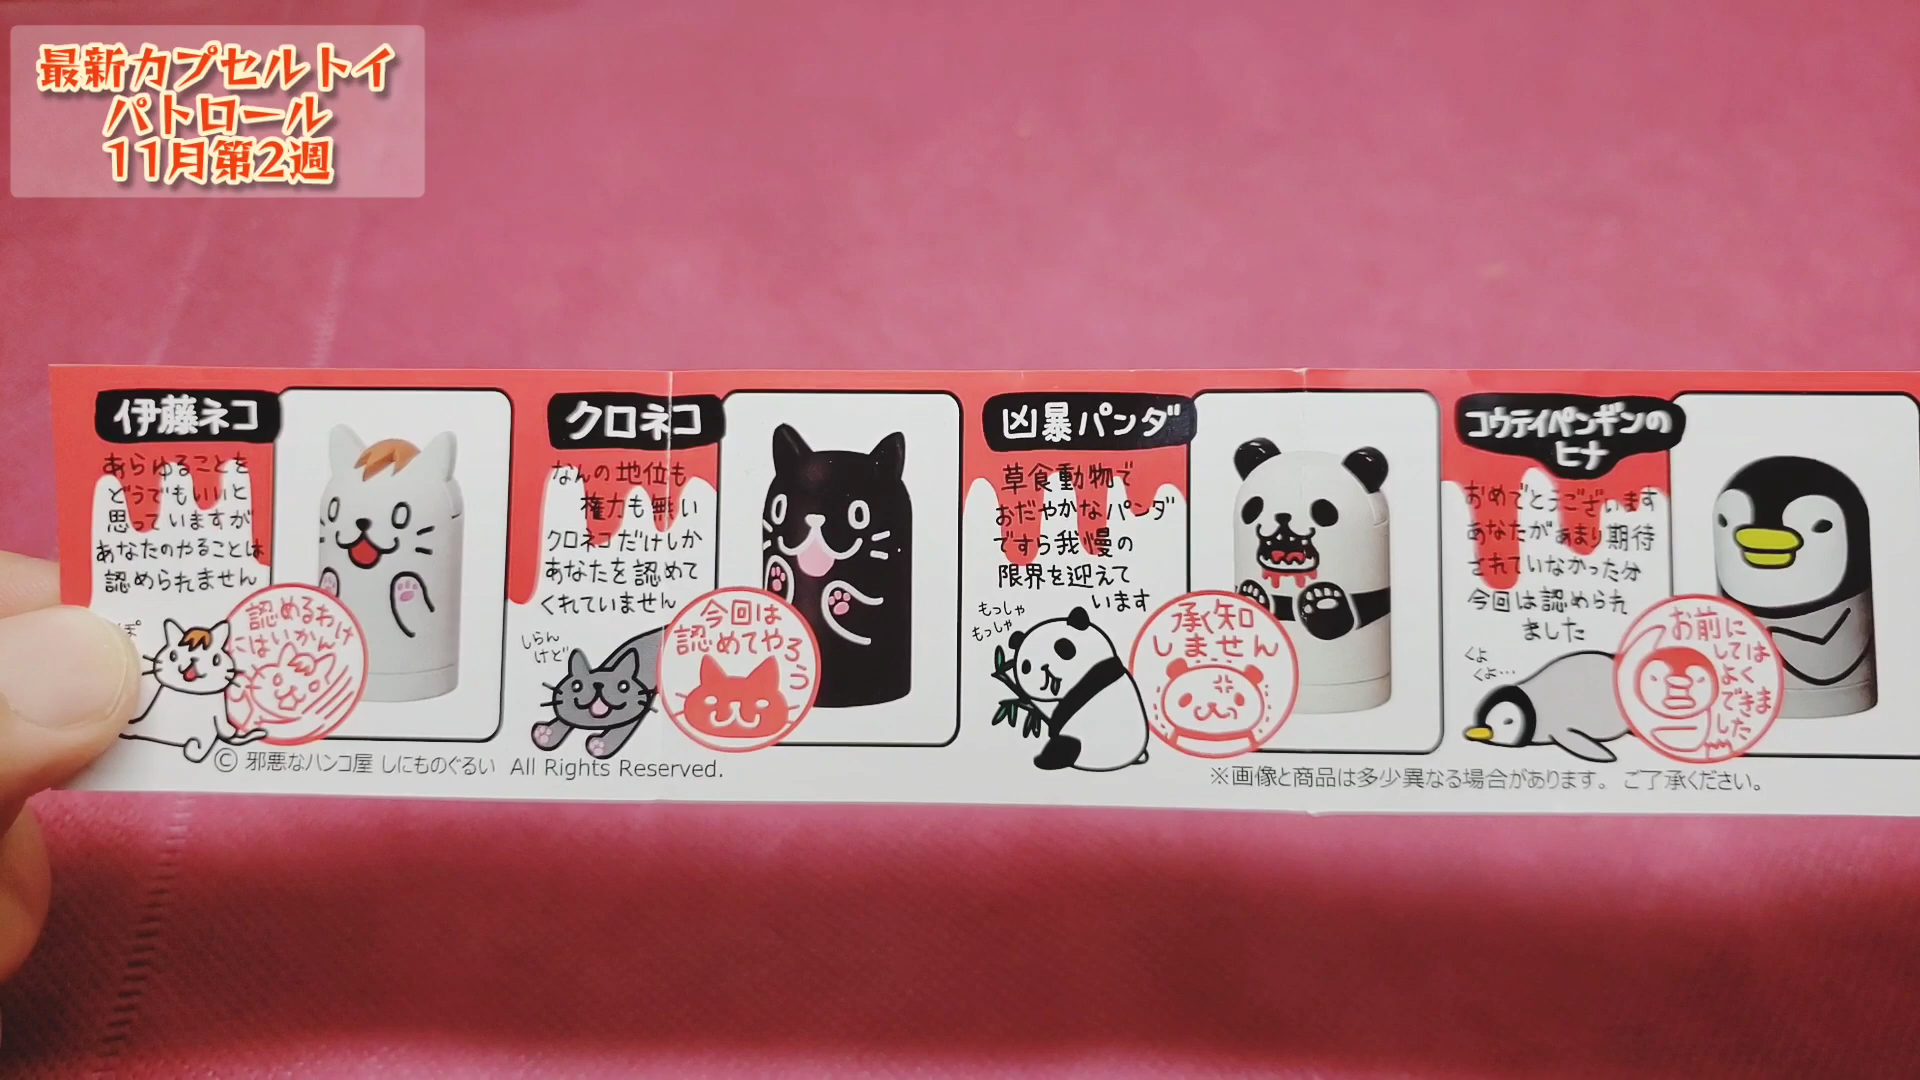 最新カプセルトイ
パトロール
11月第2週
伊藤ネコ
あらゆることを
どうでもいいと
思っていますが
あなたのやることは
認められません
認めるわけ
にはいかん
クロネコ
なんの地位も
権力も無い
クロネコだけしか
あなたを認めて
くれていません
しらん
けど
今回は
認めてやろう
凶暴パンダ
草食動物で
おだやかなパンダ
ですら我慢の
限界を迎えて
います
もっしゃ
もっしゃ
承知
しません
コウテイペンギンの
ヒナ
おめでとうございます
あなたがあまり期待
されていなかった分
今回は認められ
ました
くよ
くよ…
お前に
しては
よく
できま
した
© 邪悪なハンコ屋 しにものぐるい All Rights Reserved.
※画像と商品は多少異なる場合があります。ご了承ください。